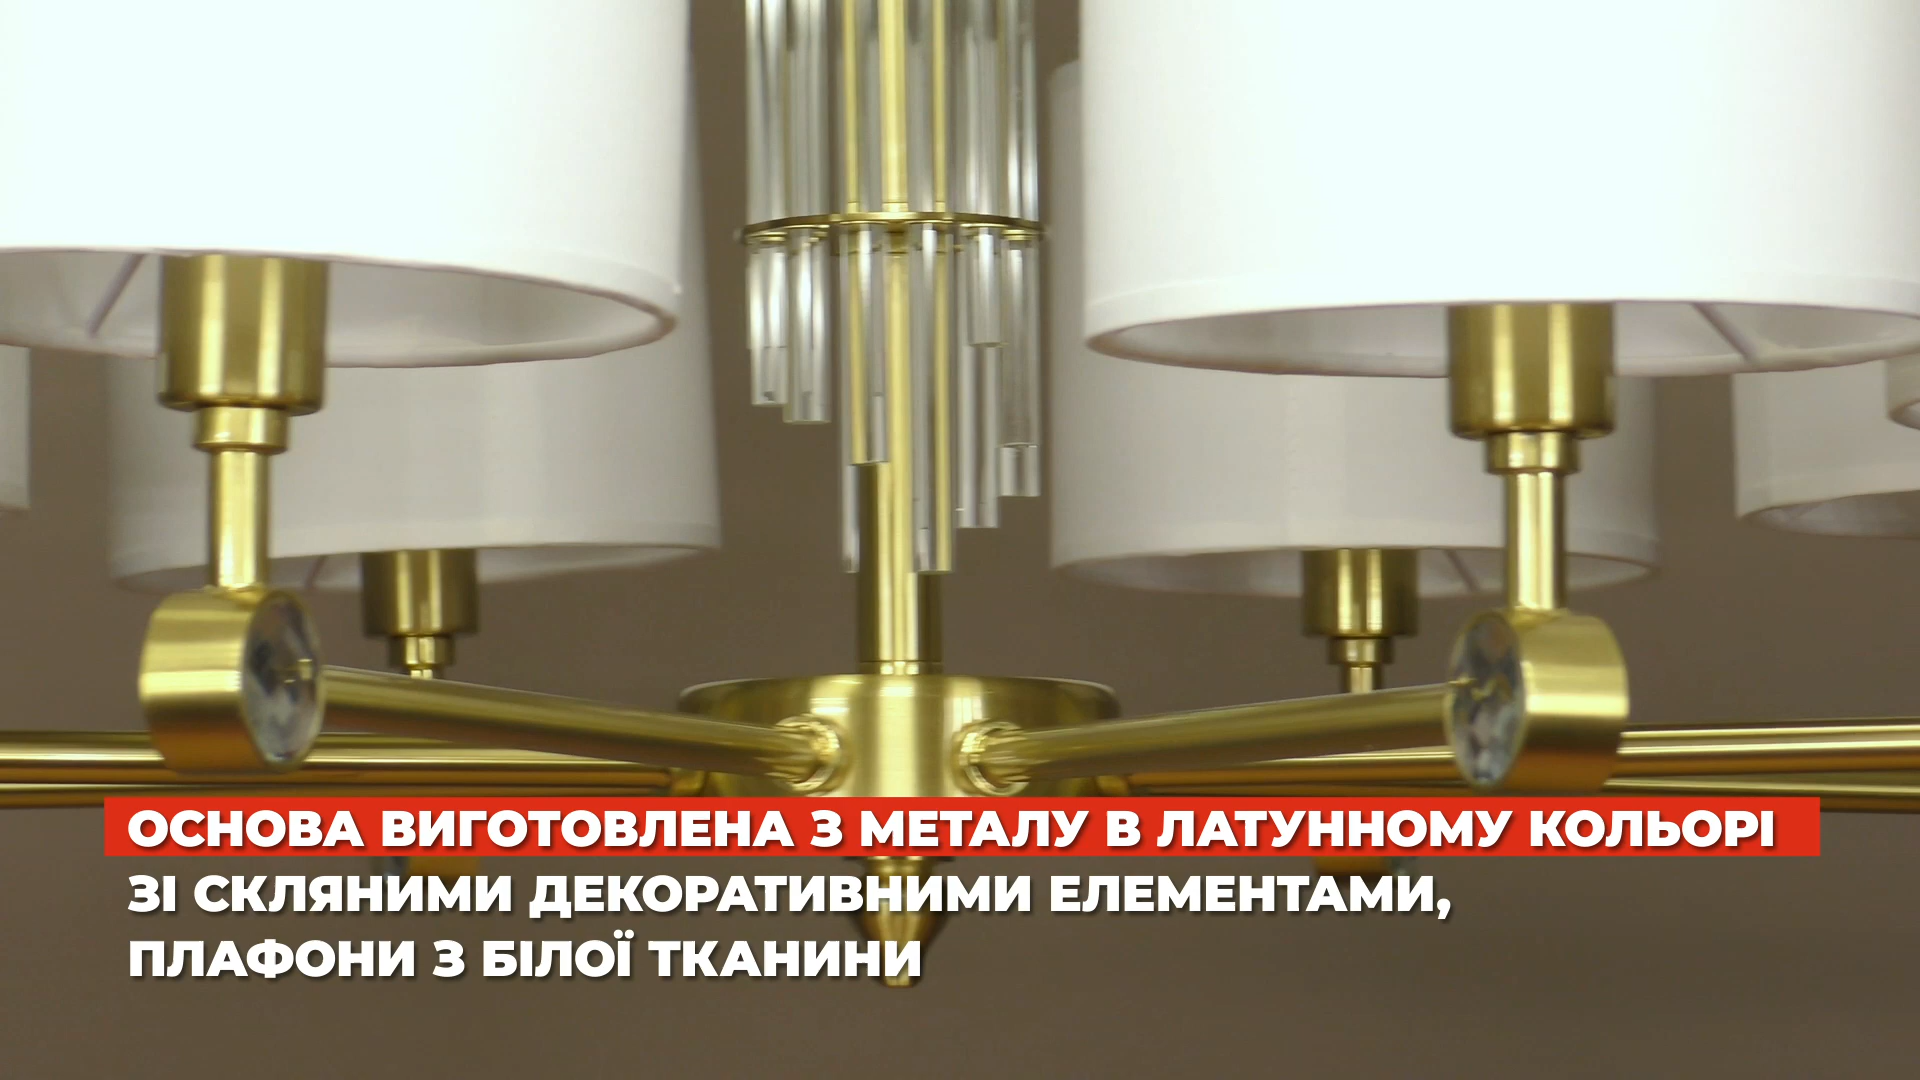 ОСНОВА ВИГОТОВЛЕНА З МЕТАЛУ В ЛАТУННОМУ КОЛЬОРІ
ЗІ СКЛЯНИМИ ДЕКОРАТИВНИМИ ЕЛЕМЕНТАМИ,
ПЛАФОНИ З БІЛОЇ ТКАНИНИ